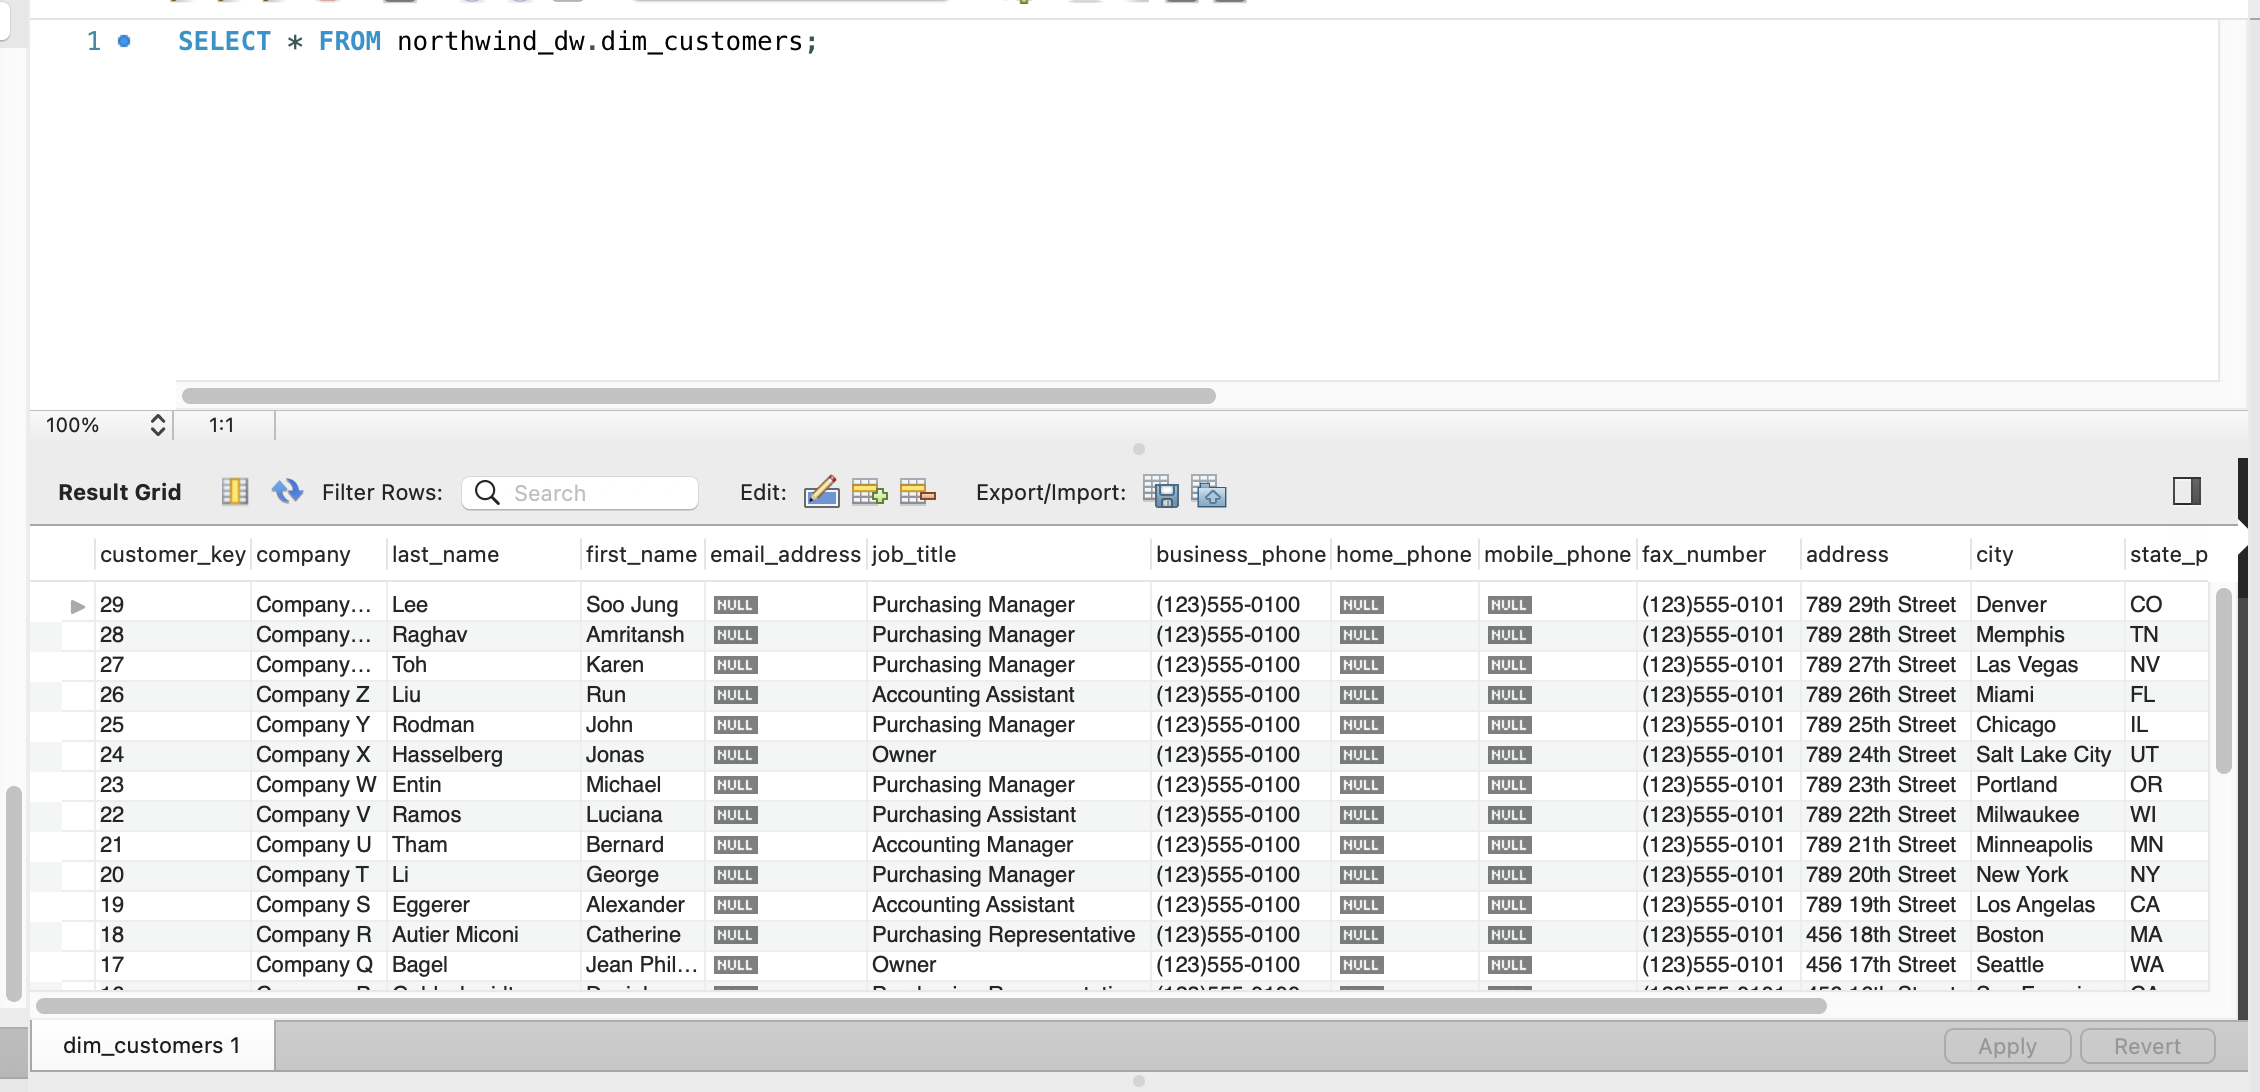 1 SELECT * FROM northwind_dw.dim_customers;
100% 1:1
Result Grid Filter Rows: Search Edit: Export/Import:
customer_key company last_name first_name email_address job_title business_phone home_phone mobile_phone fax_number address city state_p
29 Company... Lee Soo Jung NULL Purchasing Manager (123)555-0100 NULL NULL (123)555-0101 789 29th Street Denver CO
28 Company... Raghav Amritansh NULL Purchasing Manager (123)555-0100 NULL NULL (123)555-0101 789 28th Street Memphis TN
27 Company... Toh Karen NULL Purchasing Manager (123)555-0100 NULL NULL (123)555-0101 789 27th Street Las Vegas NV
26 Company Z Liu Run NULL Accounting Assistant (123)555-0100 NULL NULL (123)555-0101 789 26th Street Miami FL
25 Company Y Rodman John NULL Purchasing Manager (123)555-0100 NULL NULL (123)555-0101 789 25th Street Chicago IL
24 Company X Hasselberg Jonas NULL Owner (123)555-0100 NULL NULL (123)555-0101 789 24th Street Salt Lake City UT
23 Company W Entin Michael NULL Purchasing Manager (123)555-0100 NULL NULL (123)555-0101 789 23th Street Portland OR
22 Company V Ramos Luciana NULL Purchasing Assistant (123)555-0100 NULL NULL (123)555-0101 789 22th Street Milwaukee WI
21 Company U Tham Bernard NULL Accounting Manager (123)555-0100 NULL NULL (123)555-0101 789 21th Street Minneapolis MN
20 Company T Li George NULL Purchasing Manager (123)555-0100 NULL NULL (123)555-0101 789 20th Street New York NY
19 Company S Eggerer Alexander NULL Accounting Assistant (123)555-0100 NULL NULL (123)555-0101 789 19th Street Los Angelas CA
18 Company R Autier Miconi Catherine NULL Purchasing Representative (123)555-0100 NULL NULL (123)555-0101 456 18th Street Boston MA
17 Company Q Bagel Jean Phil... NULL Owner (123)555-0100 NULL NULL (123)555-0101 456 17th Street Seattle WA
dim_customers 1 Apply Revert